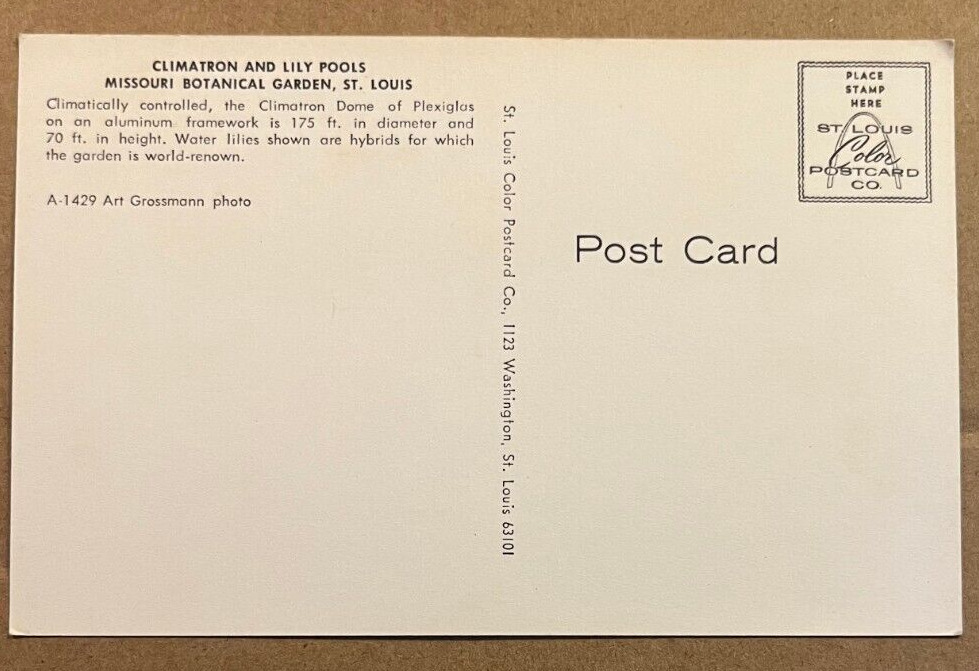 CLIMATRON AND LILY POOLS
MISSOURI BOTANICAL GARDEN, ST. LOUIS
Climatically controlled, the Climatron Dome of Plexiglas
on an aluminum framework is 175 ft. in diameter and
70 ft. in height. Water lilies shown are hybrids for which
the garden is world-renown.
A-1429 Art Grossmann photo
St. Louis Color Postcard Co., 1123 Washington, St. Louis 63101
PLACE
STAMP
HERE
ST. LOUIS
Color
POSTCARD
CO.
Post Card